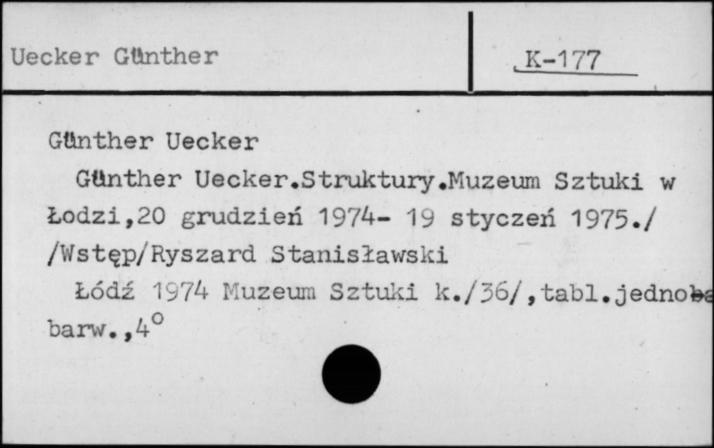 Uecker Günther
K-177
Günther Uecker
Günther Uecker.Struktury.Muzeum Sztuki w
Łodzi,20 grudzień 1974- 19 styczeń 1975./
/Wstęp/Ryszard Stanisławski
Łódź 1974 Muzeum Sztuki k./36/,tabl.jedno
barw.,4°